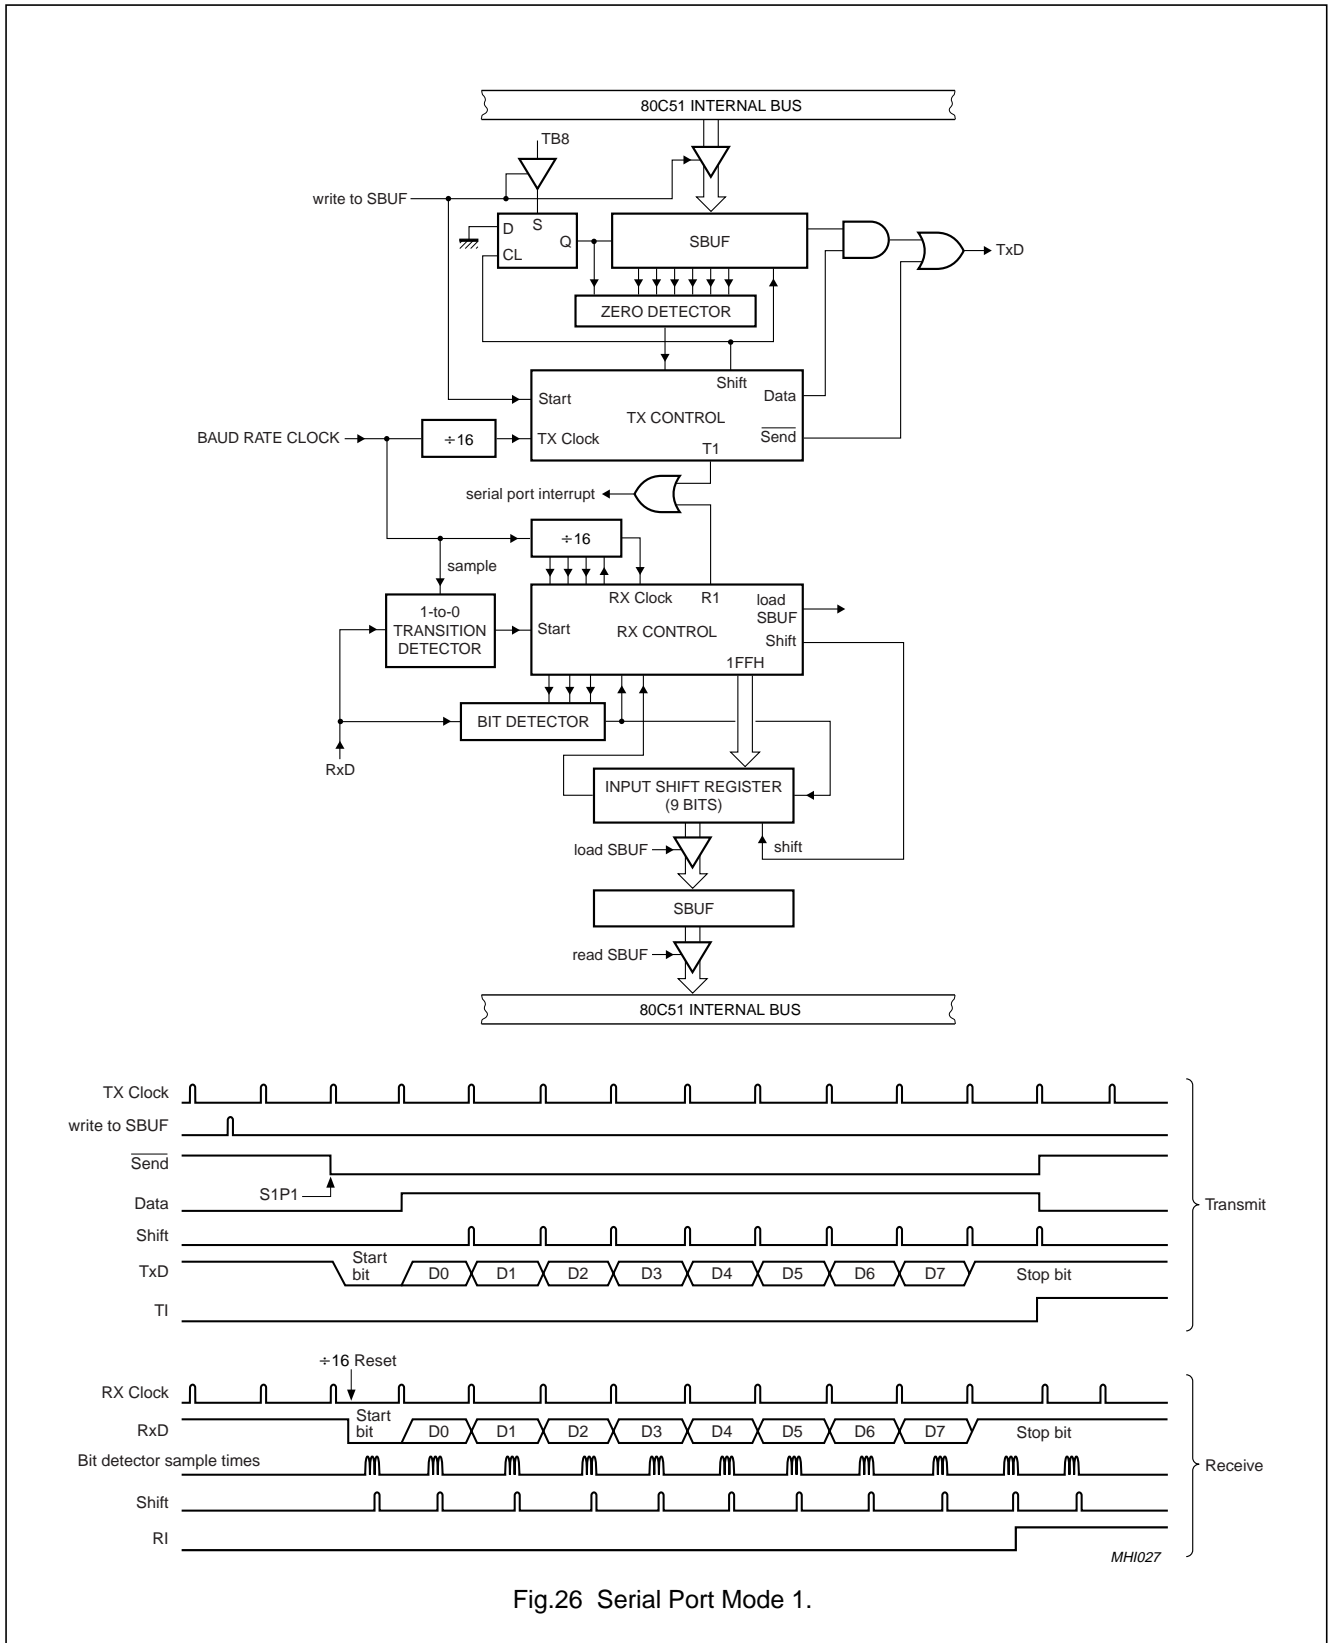 80C51 INTERNAL BUS
TB8
write to SBUF
D
S
Q
CL
SBUF
TxD
ZERO DETECTOR
Shift
Start
Data
TX CONTROL
BAUD RATE CLOCK
÷16
TX Clock
Send
T1
serial port interrupt
÷16
sample
RX Clock
R1
load
SBUF
1-to-0
TRANSITION
DETECTOR
Start
RX CONTROL
Shift
1FFH
BIT DETECTOR
RxD
INPUT SHIFT REGISTER
(9 BITS)
load SBUF
shift
SBUF
read SBUF
80C51 INTERNAL BUS
TX Clock
write to SBUF
Send
S1P1
Data
Transmit
Shift
TxD
Start
bit
D0 D1 D2 D3 D4 D5 D6 D7 Stop bit
TI
÷16 Reset
RX Clock
RxD
Start
bit
D0 D1 D2 D3 D4 D5 D6 D7 Stop bit
Bit detector sample times
Receive
Shift
RI
MHI027
Fig.26 Serial Port Mode 1.